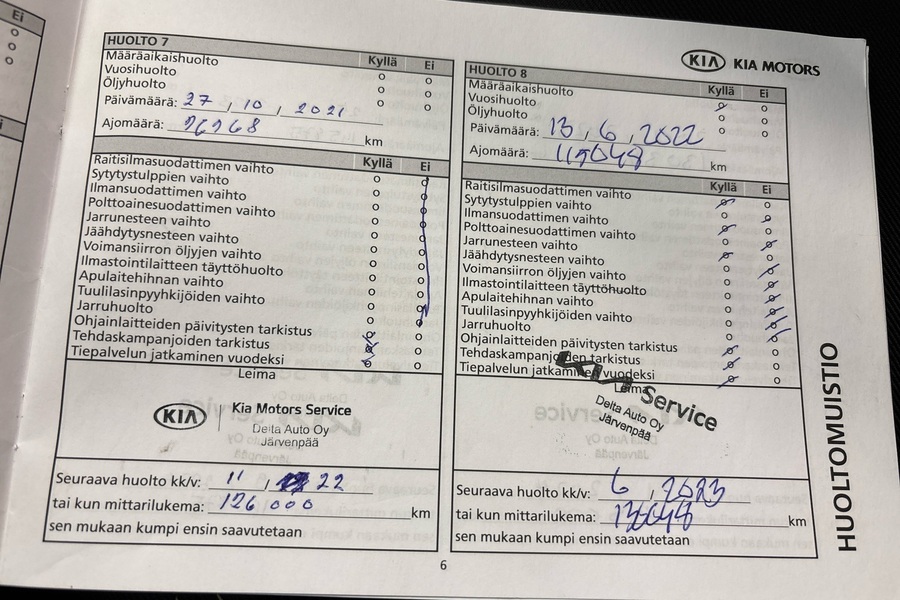 Ei
HUOLTO 7
Kyllä Ei
Määräaikaishuolto
Vuosihuolto
Öljyhuolto
Päivämäärä: 27 , 10 , 2021
Ajomäärä: 96968 km
Kyllä Ei
Raitisilmasuodattimen vaihto
Sytytystulppien vaihto
Ilmansuodattimen vaihto
Polttoainesuodattimen vaihto
Jarrunesteen vaihto
Jäähdytysnesteen vaihto
Voimansiirron öljyjen vaihto
Ilmastointilaitteen täyttöhuolto
Apulaitehihnan vaihto
Tuulilasinpyyhkijöiden vaihto
Jarruhuolto
Ohjainlaitteiden päivitysten tarkistus
Tehdaskampanjoiden tarkistus
Tiepalvelun jatkaminen vuodeksi
Leima
KIA Kia Motors Service
Delta Auto Oy
Järvenpää
Seuraava huolto kk/v: 11 , 22
tai kun mittarilukema: 126 000 km
sen mukaan kumpi ensin saavutetaan
KIA KIA MOTORS
HUOLTO 8
Kyllä Ei
Määräaikaishuolto
Vuosihuolto
Öljyhuolto
Päivämäärä: 13 , 6 , 2022
Ajomäärä: km
Kyllä Ei
Raitisilmasuodattimen vaihto
Sytytystulppien vaihto
Ilmansuodattimen vaihto
Polttoainesuodattimen vaihto
Jarrunesteen vaihto
Jäähdytysnesteen vaihto
Voimansiirron öljyjen vaihto
Ilmastointilaitteen täyttöhuolto
Apulaitehihnan vaihto
Tuulilasinpyyhkijöiden vaihto
Jarruhuolto
Ohjainlaitteiden päivitysten tarkistus
Tehdaskampanjoiden tarkistus
Tiepalvelun jatkaminen vuodeksi
Leima
Service
Delta Auto Oy
Järvenpää
Seuraava huolto kk/v: 6 , 2023
tai kun mittarilukema: km
sen mukaan kumpi ensin saavutetaan
HUOLTOMUISTIO
6